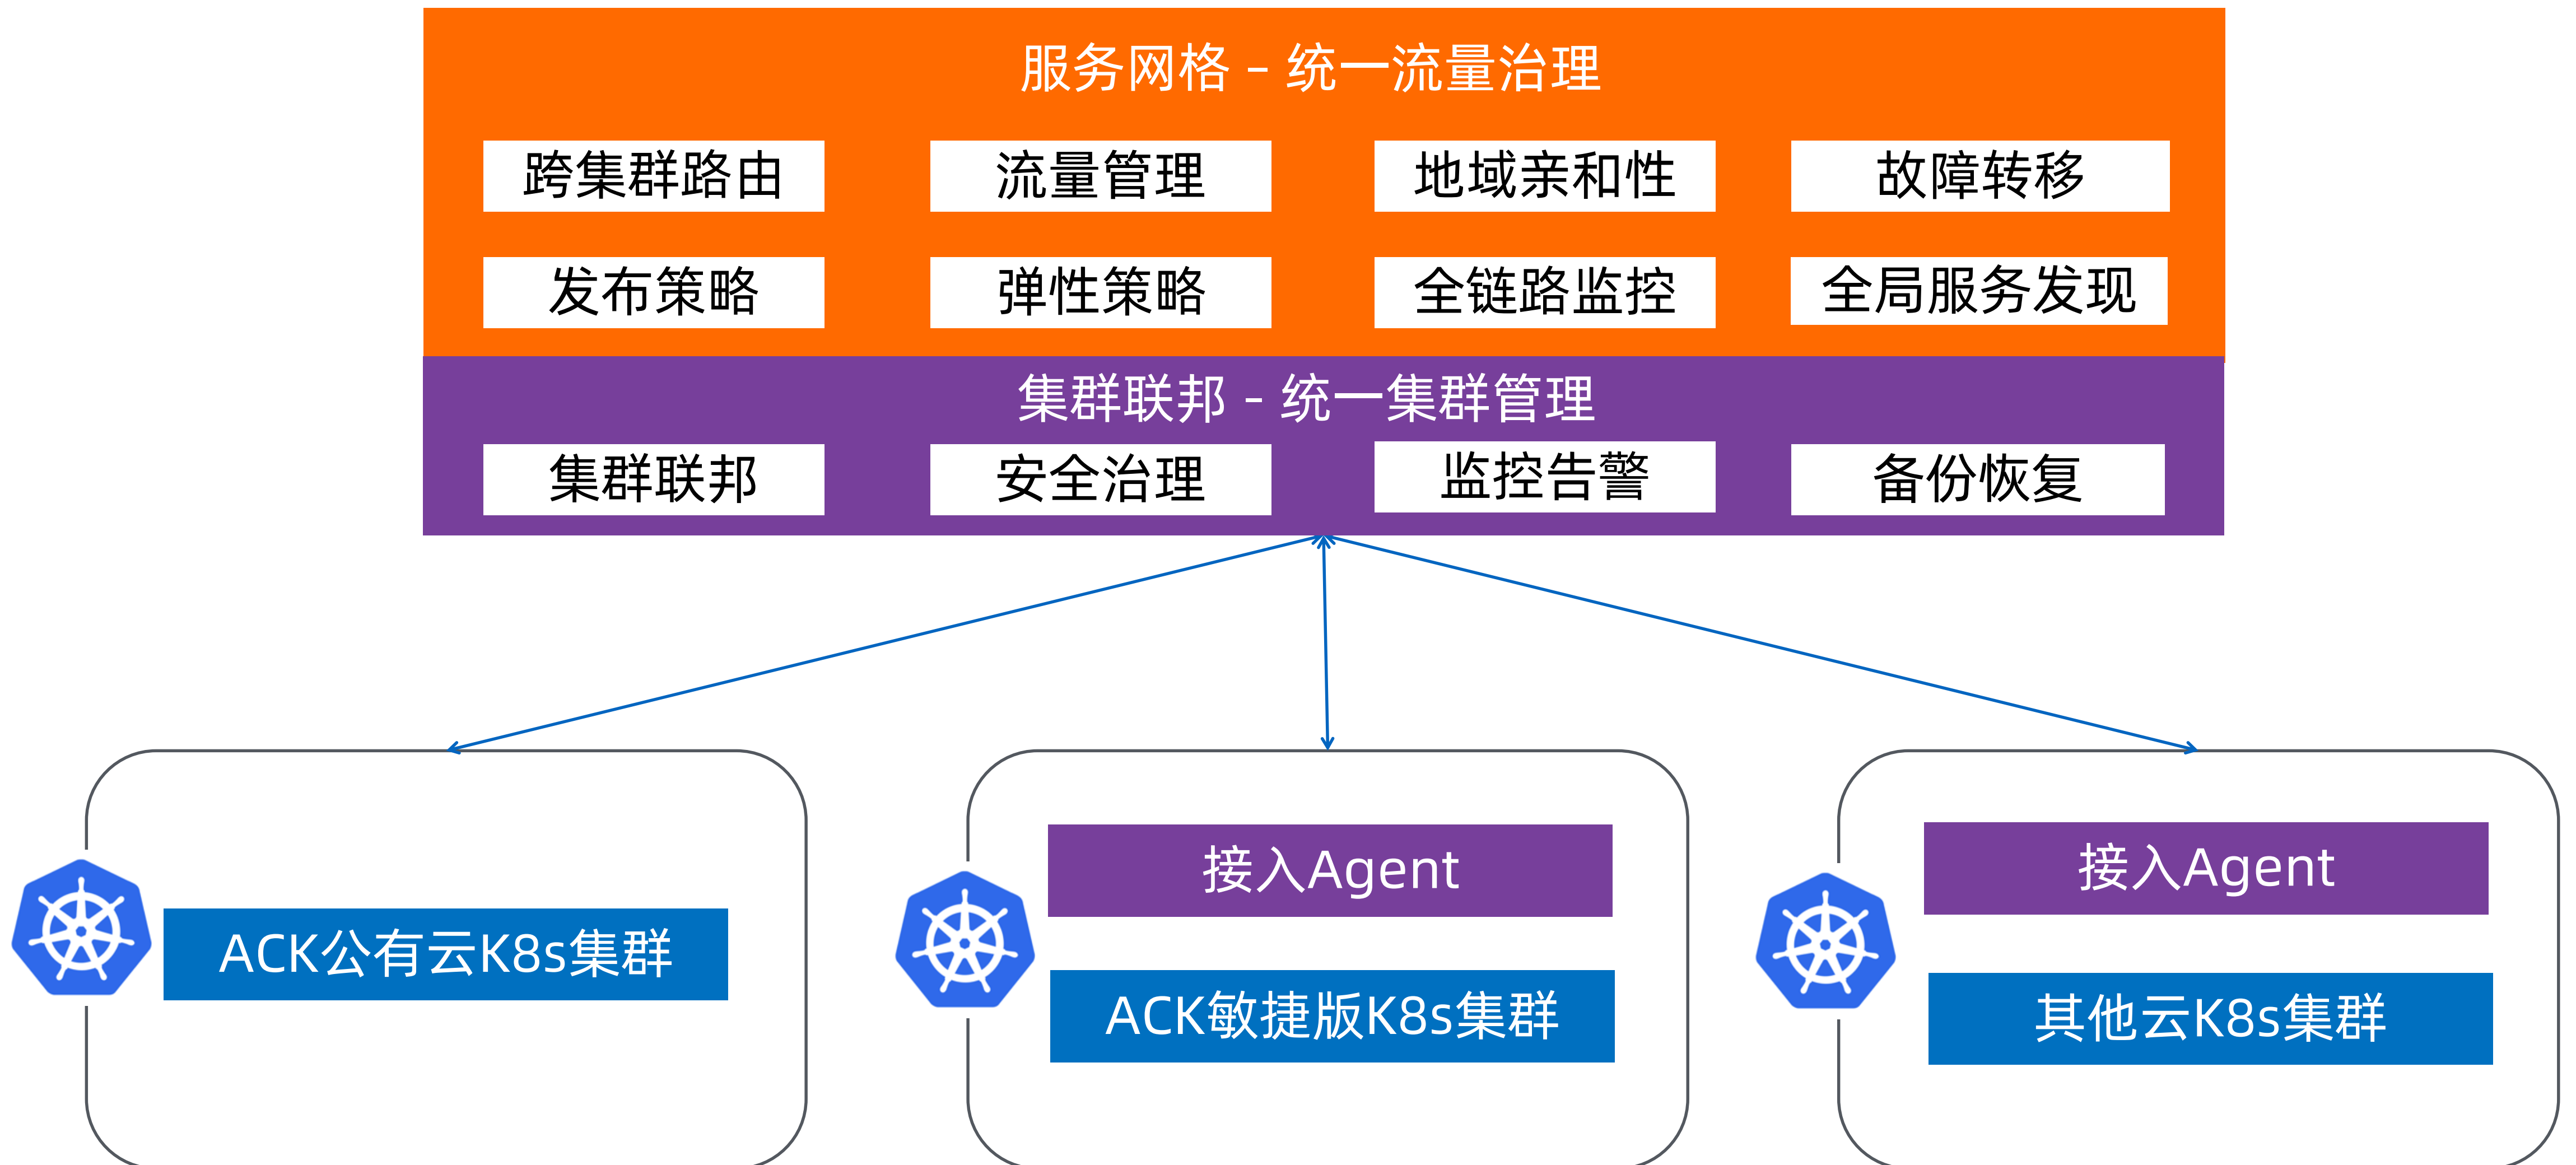 服务网格 - 统一流量治理
跨集群路由 流量管理 地域亲和性 故障转移
发布策略 弹性策略 全链路监控 全局服务发现
集群联邦 - 统一集群管理
集群联邦 安全治理 监控告警 备份恢复
接入Agent 接入Agent
ACK公有云K8s集群 ACK敏捷版K8s集群 其他云K8s集群